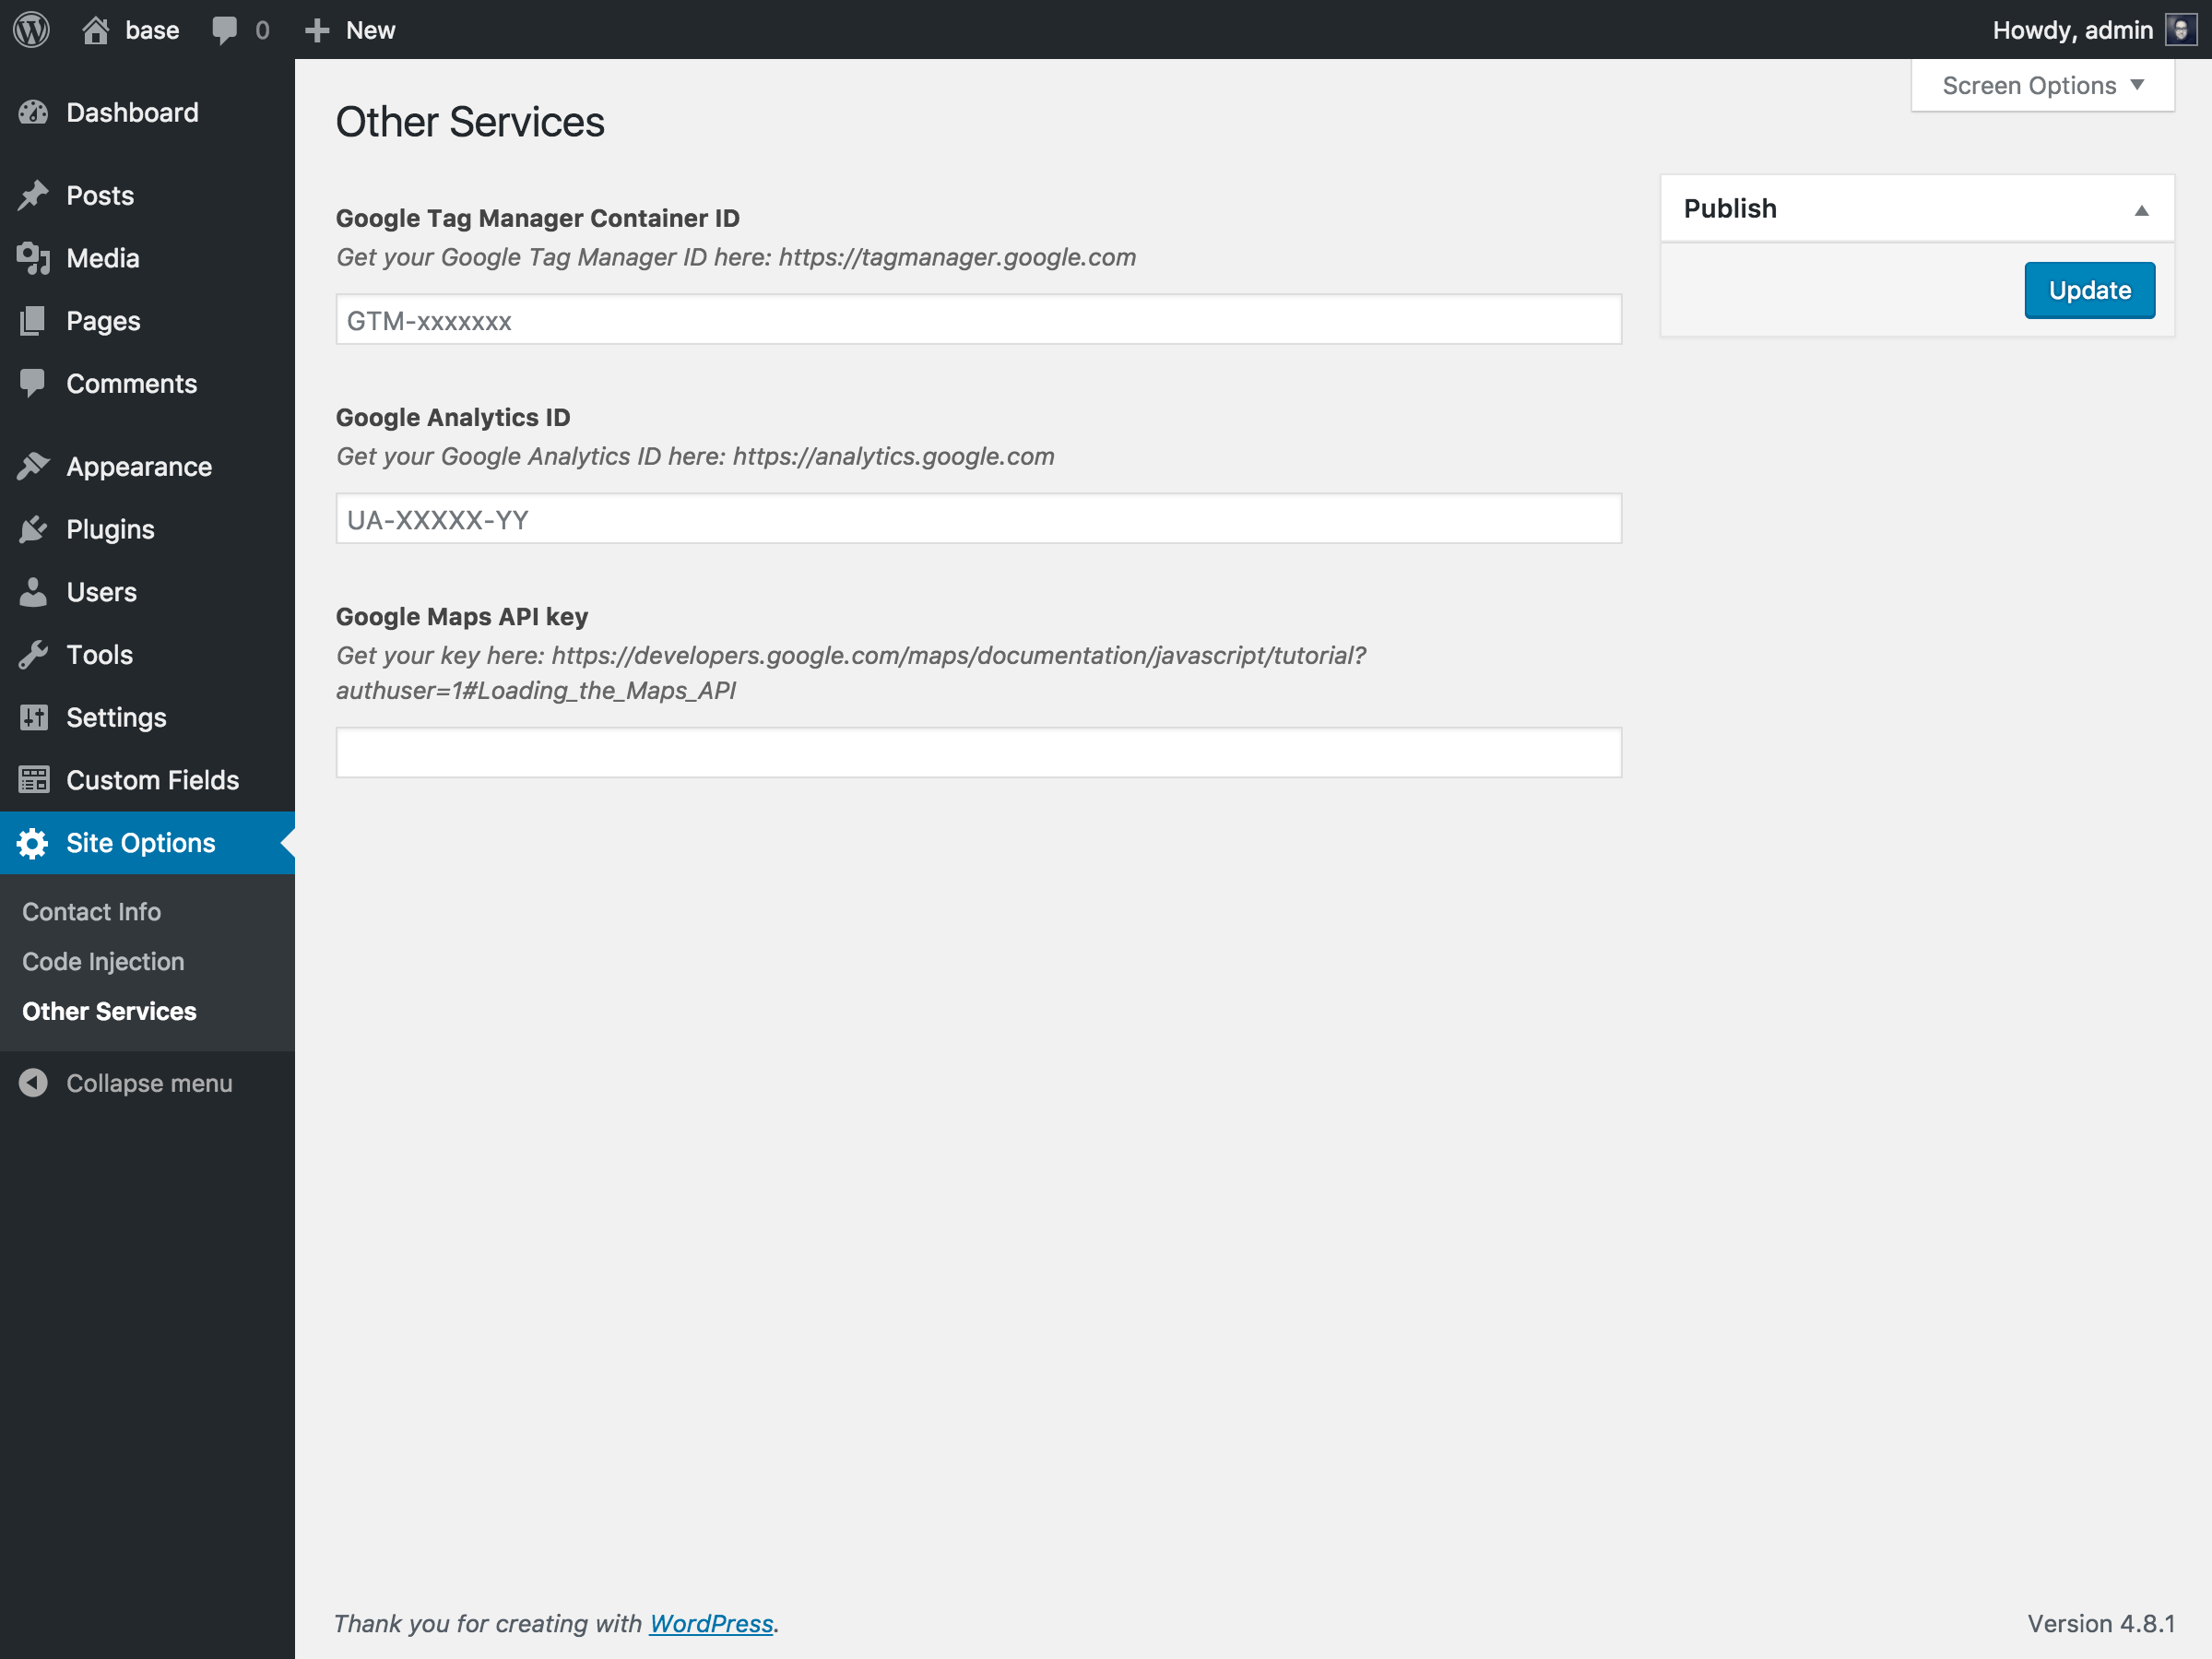 base
0
New
Howdy, admin
Screen Options
Dashboard
Posts
Media
Pages
Comments
Appearance
Plugins
Users
Tools
Settings
Custom Fields
Site Options
Contact Info
Code Injection
Other Services
Collapse menu
Other Services
Google Tag Manager Container ID
Get your Google Tag Manager ID here: https://tagmanager.google.com
GTM-xxxxxxx
Google Analytics ID
Get your Google Analytics ID here: https://analytics.google.com
UA-XXXXX-YY
Google Maps API key
Get your key here: https://developers.google.com/maps/documentation/javascript/tutorial?
authuser=1#Loading_the_Maps_API
Publish
Update
Thank you for creating with WordPress.
Version 4.8.1